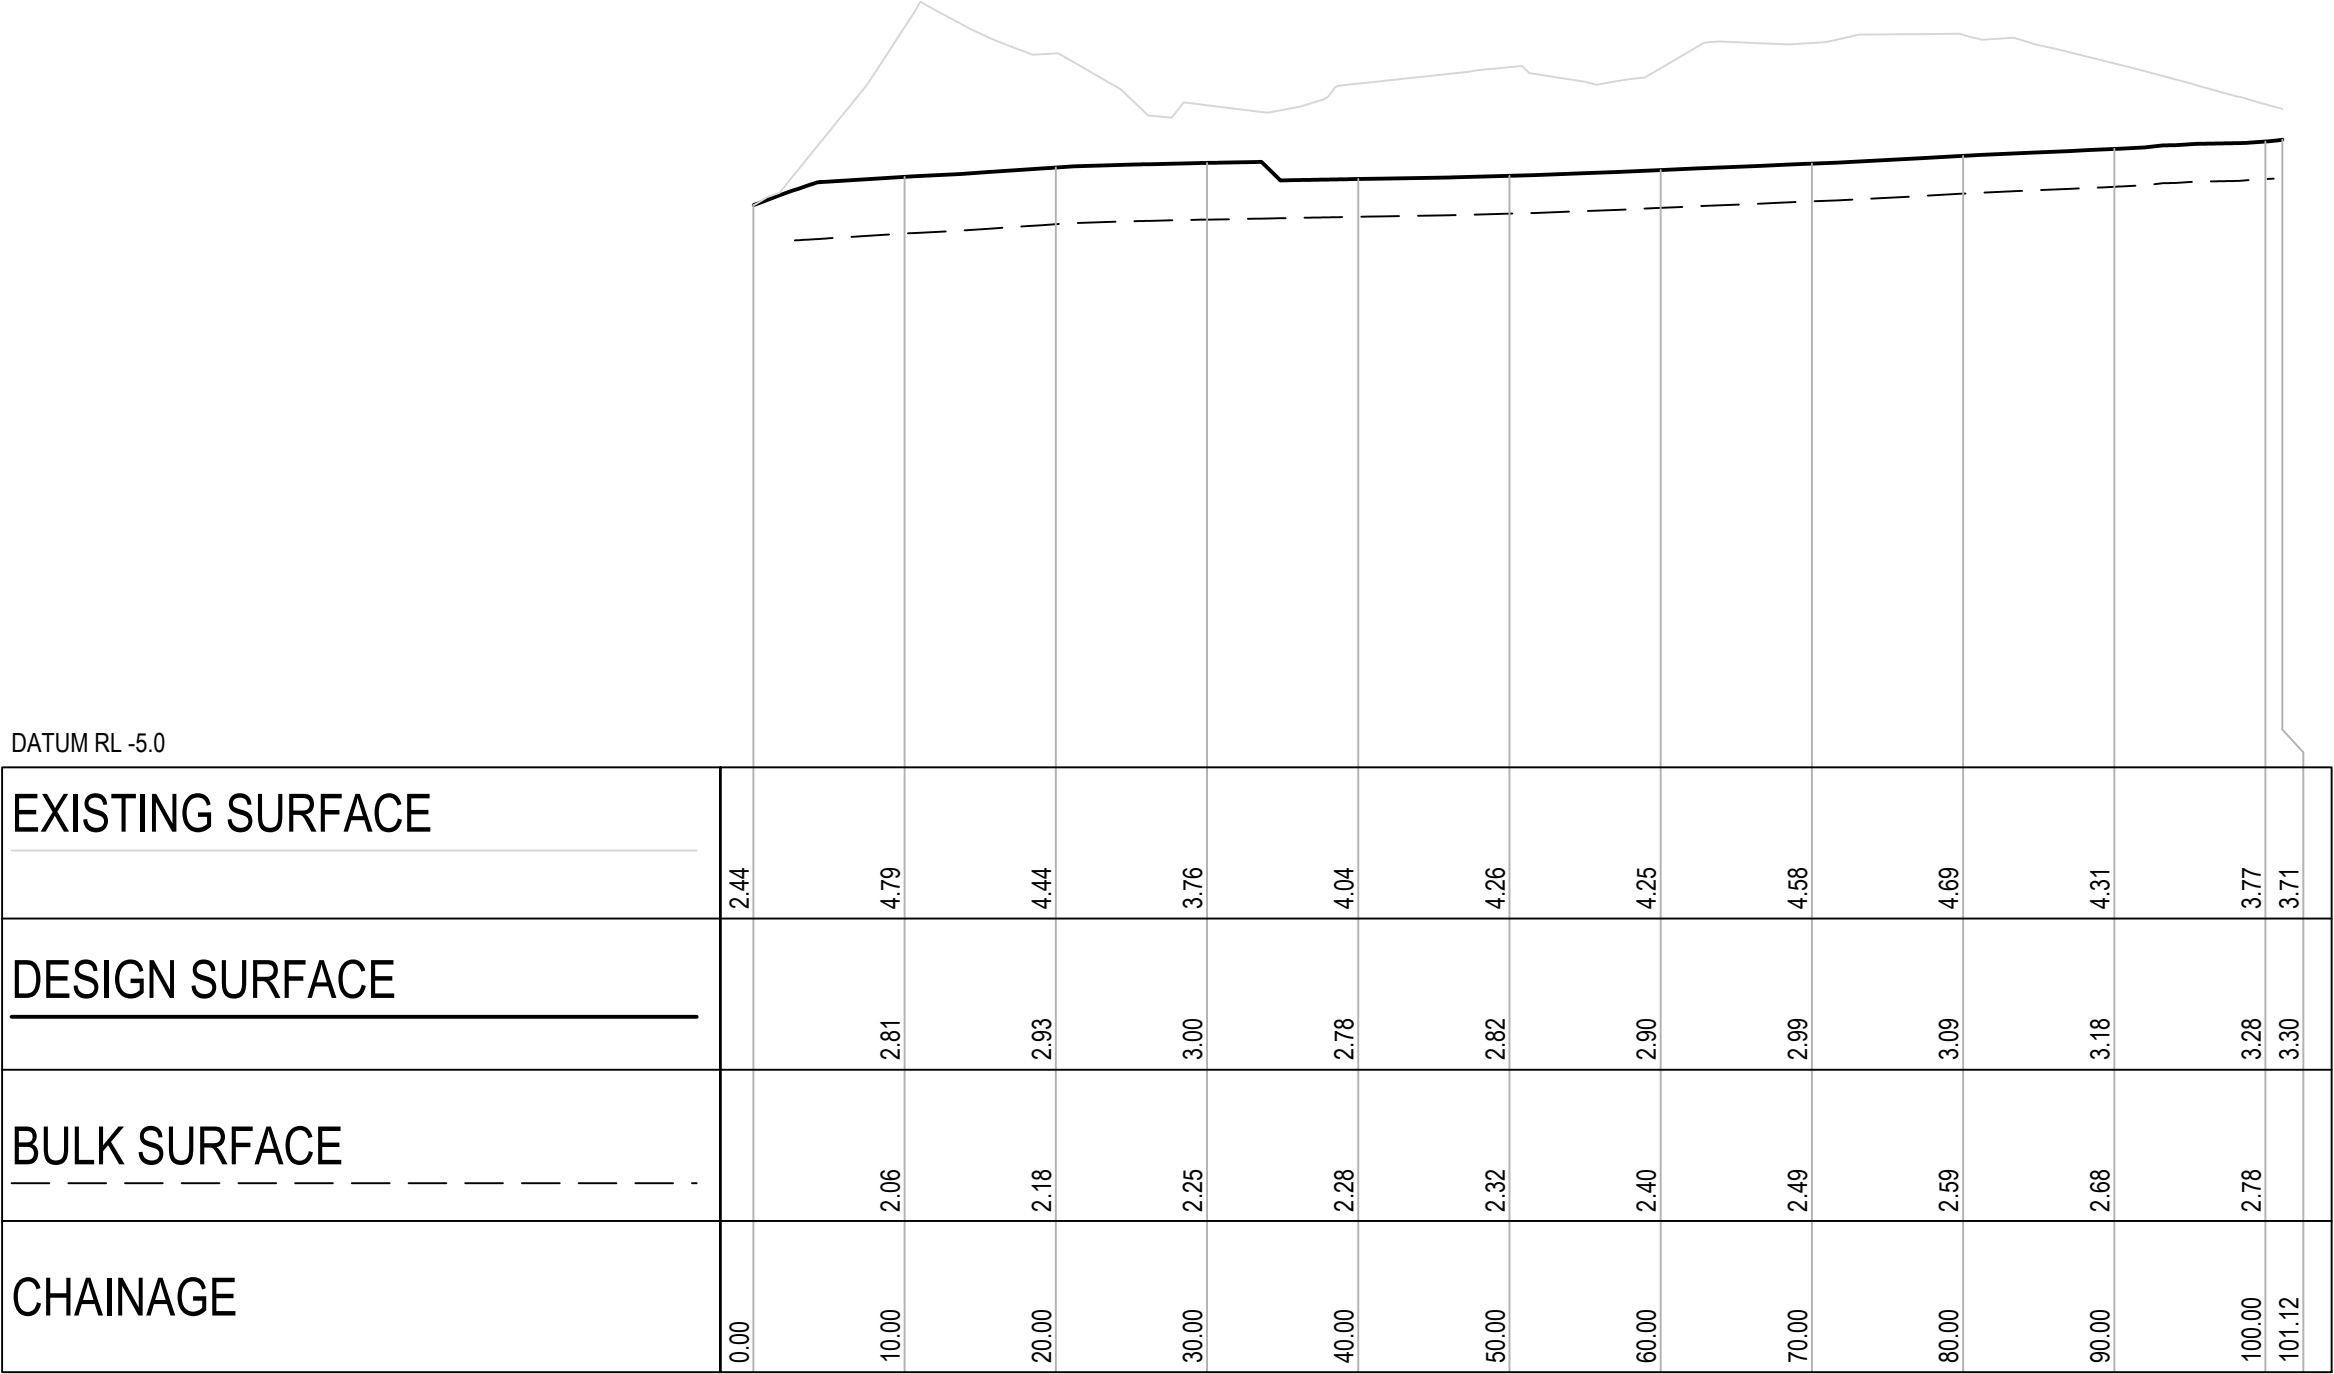 DATUM RL -5.0
EXISTING SURFACE
2.44 4.79 4.44 3.76 4.04 4.26 4.25 4.58 4.69 4.31 3.77 3.71
DESIGN SURFACE
2.81 2.93 3.00 2.78 2.82 2.90 2.99 3.09 3.18 3.28 3.30
BULK SURFACE
2.06 2.18 2.25 2.28 2.32 2.40 2.49 2.59 2.68 2.78
CHAINAGE
0.00 10.00 20.00 30.00 40.00 50.00 60.00 70.00 80.00 90.00 100.00 101.12